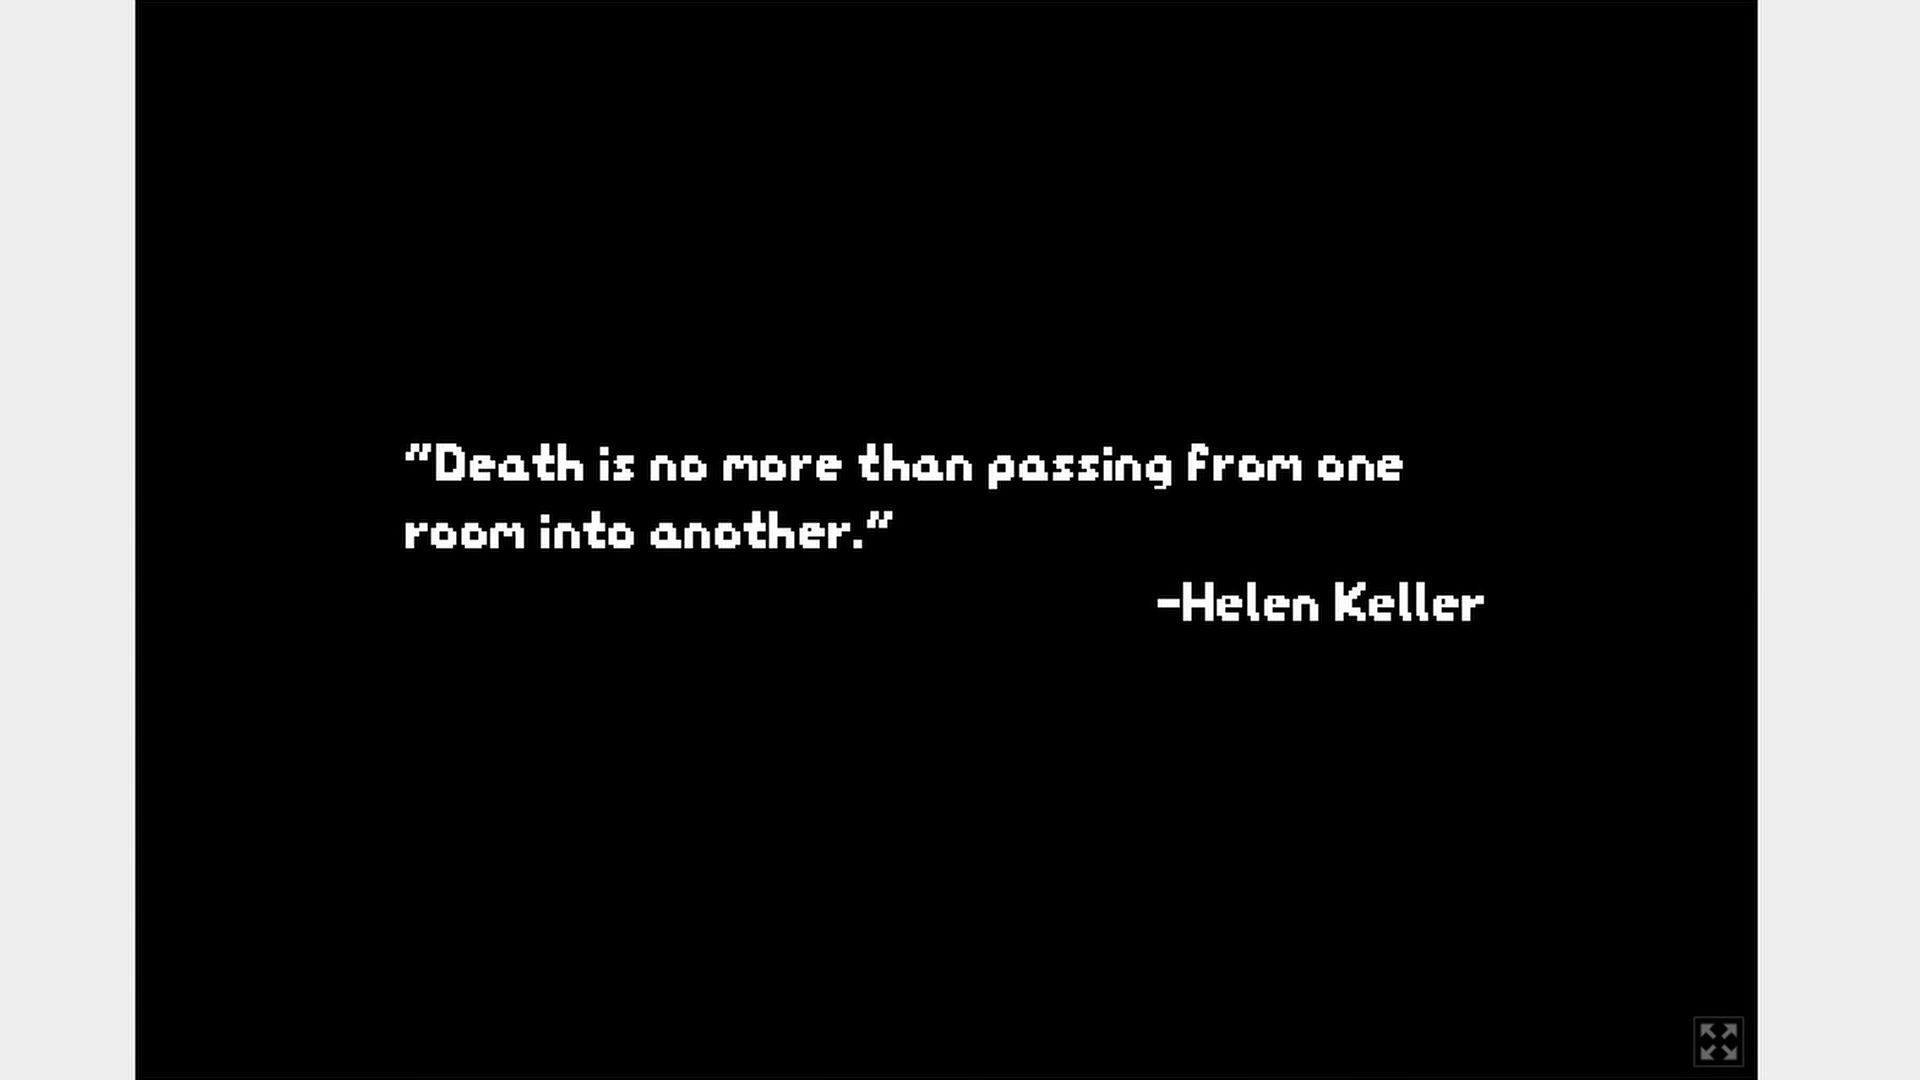 "Death is no more than passing from one
room into another."
-Helen Keller